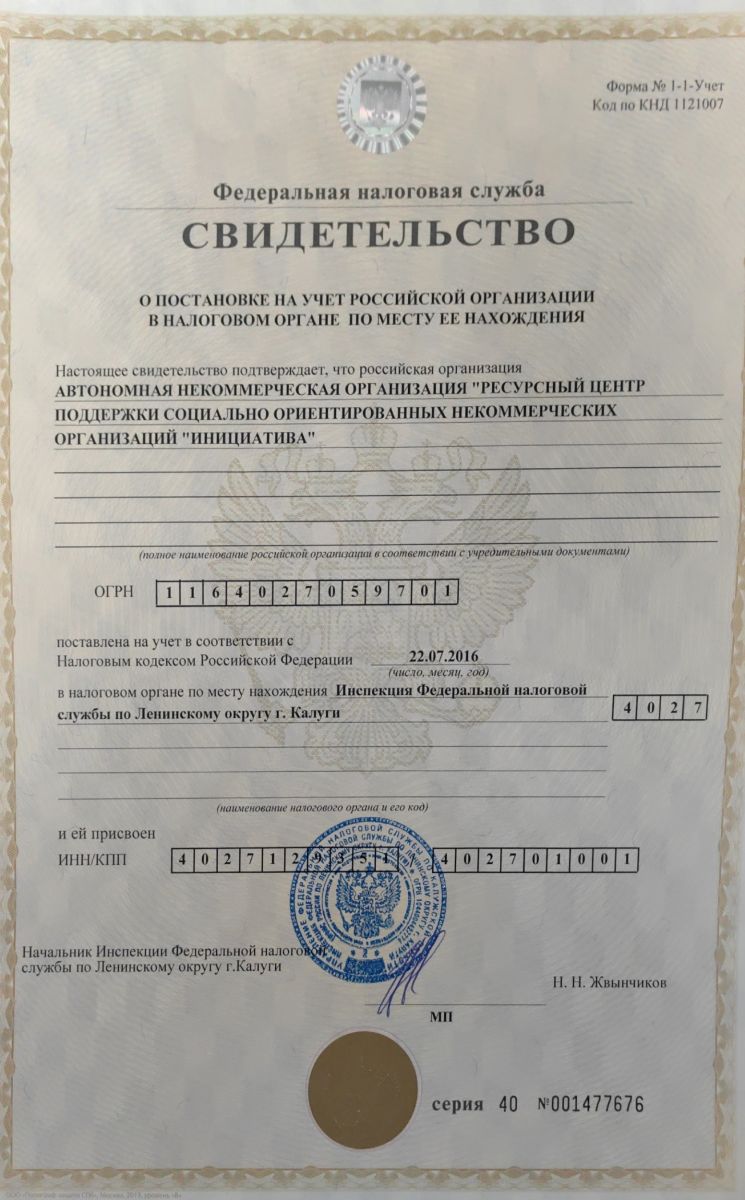 Форма № 1-1-Учет
Код по КНД 1121007
Федеральная налоговая служба
СВИДЕТЕЛЬСТВО
О ПОСТАНОВКЕ НА УЧЕТ РОССИЙСКОЙ ОРГАНИЗАЦИИ
В НАЛОГОВОМ ОРГАНЕ ПО МЕСТУ ЕЕ НАХОЖДЕНИЯ
Настоящее свидетельство подтверждает, что российская организация
АВТОНОМНАЯ НЕКОММЕРЧЕСКАЯ ОРГАНИЗАЦИЯ "РЕСУРСНЫЙ ЦЕНТР
ПОДДЕРЖКИ СОЦИАЛЬНО ОРИЕНТИРОВАННЫХ НЕКОММЕРЧЕСКИХ
ОРГАНИЗАЦИЙ "ИНИЦИАТИВА"
(полное наименование российской организации в соответствии с учредительными документами)
ОГРН 1164027059701
поставлена на учет в соответствии с
Налоговым кодексом Российской Федерации 22.07.2016
(число, месяц, год)
в налоговом органе по месту нахождения Инспекция Федеральной налоговой
службы по Ленинскому округу г. Калуги 4027
(наименование налогового органа и его код)
и ей присвоен
ИНН/КПП 4027129351 402701001
Начальник Инспекции Федеральной налоговой
службы по Ленинскому округу г.Калуги
Н. Н. Жвынчиков
МП
серия 40 №001477676